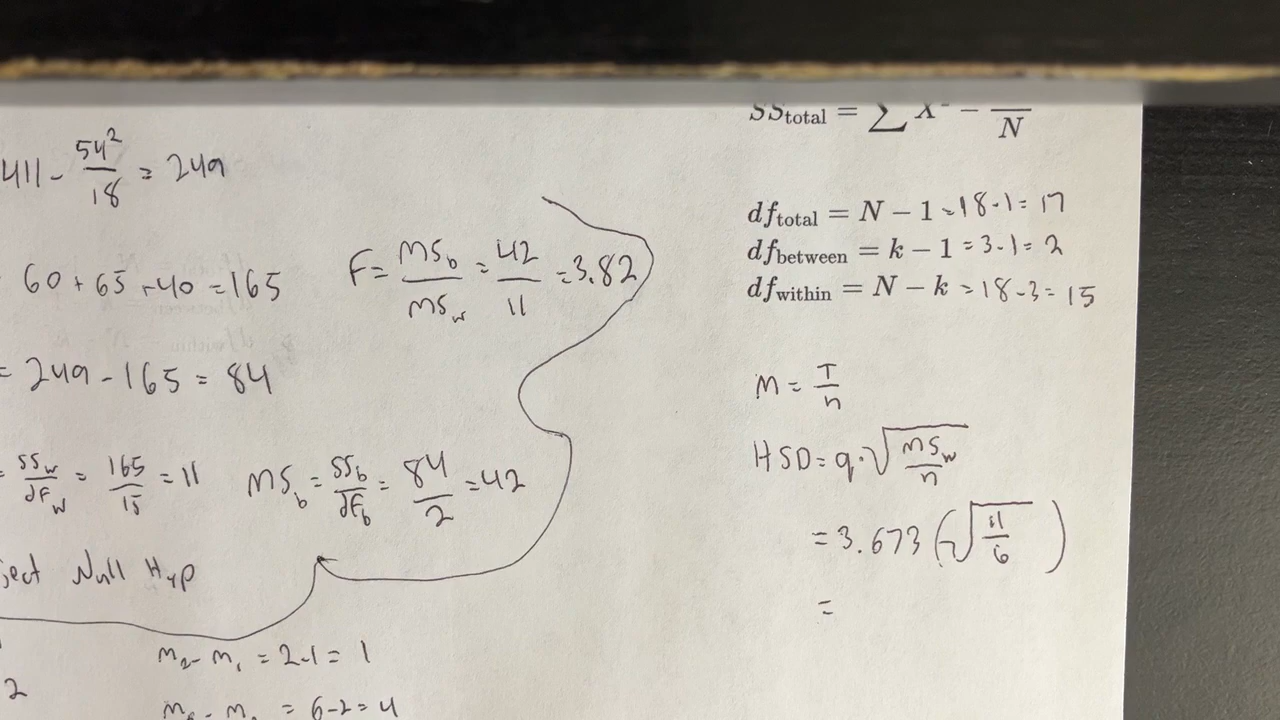 SS_total = ∑ X² - —/N
411 - 54²/18 = 249
df_total = N − 1 = 18-1 = 17
df_between = k − 1 = 3-1 = 2
df_within = N − k = 18-3 = 15
60 + 65 + 40 = 165
F = MS_b/MS_w = 42/11 = 3.82
= 249 - 165 = 84
M = T/n
HSD = q·√(MS_w/n)
= SS_w/df_w = 165/15 = 11
MS_b = SS_b/df_b = 84/2 = 42
= 3.673 (√(11/6))
ject Null Hyp
=
m₂ - m₁ = 2-1 = 1
2
= 6-2 = 4